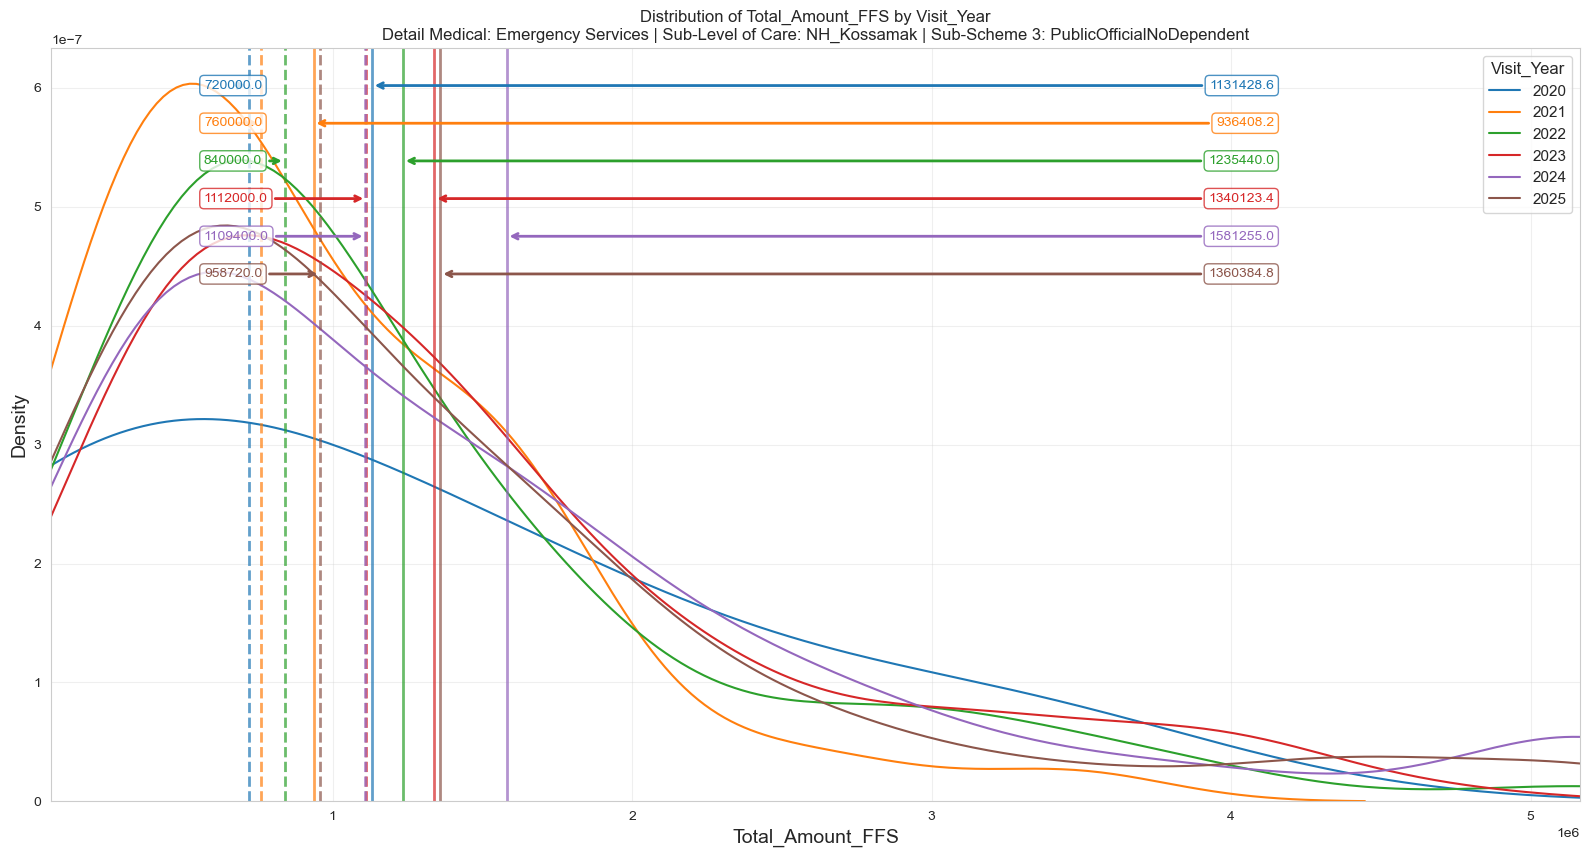 Distribution of Total_Amount_FFS by Visit_Year
Detail Medical: Emergency Services | Sub-Level of Care: NH_Kossamak | Sub-Scheme 3: PublicOfficialNoDependent
1e−7
6
5
4
3
2
1
0
Density
720000.0 1131428.6
760000.0 936408.2
840000.0 1235440.0
1112000.0 1340123.4
1109400.0 1581255.0
958720.0 1360384.8
Visit_Year
2020
2021
2022
2023
2024
2025
1 2 3 4 5
1e6
Total_Amount_FFS